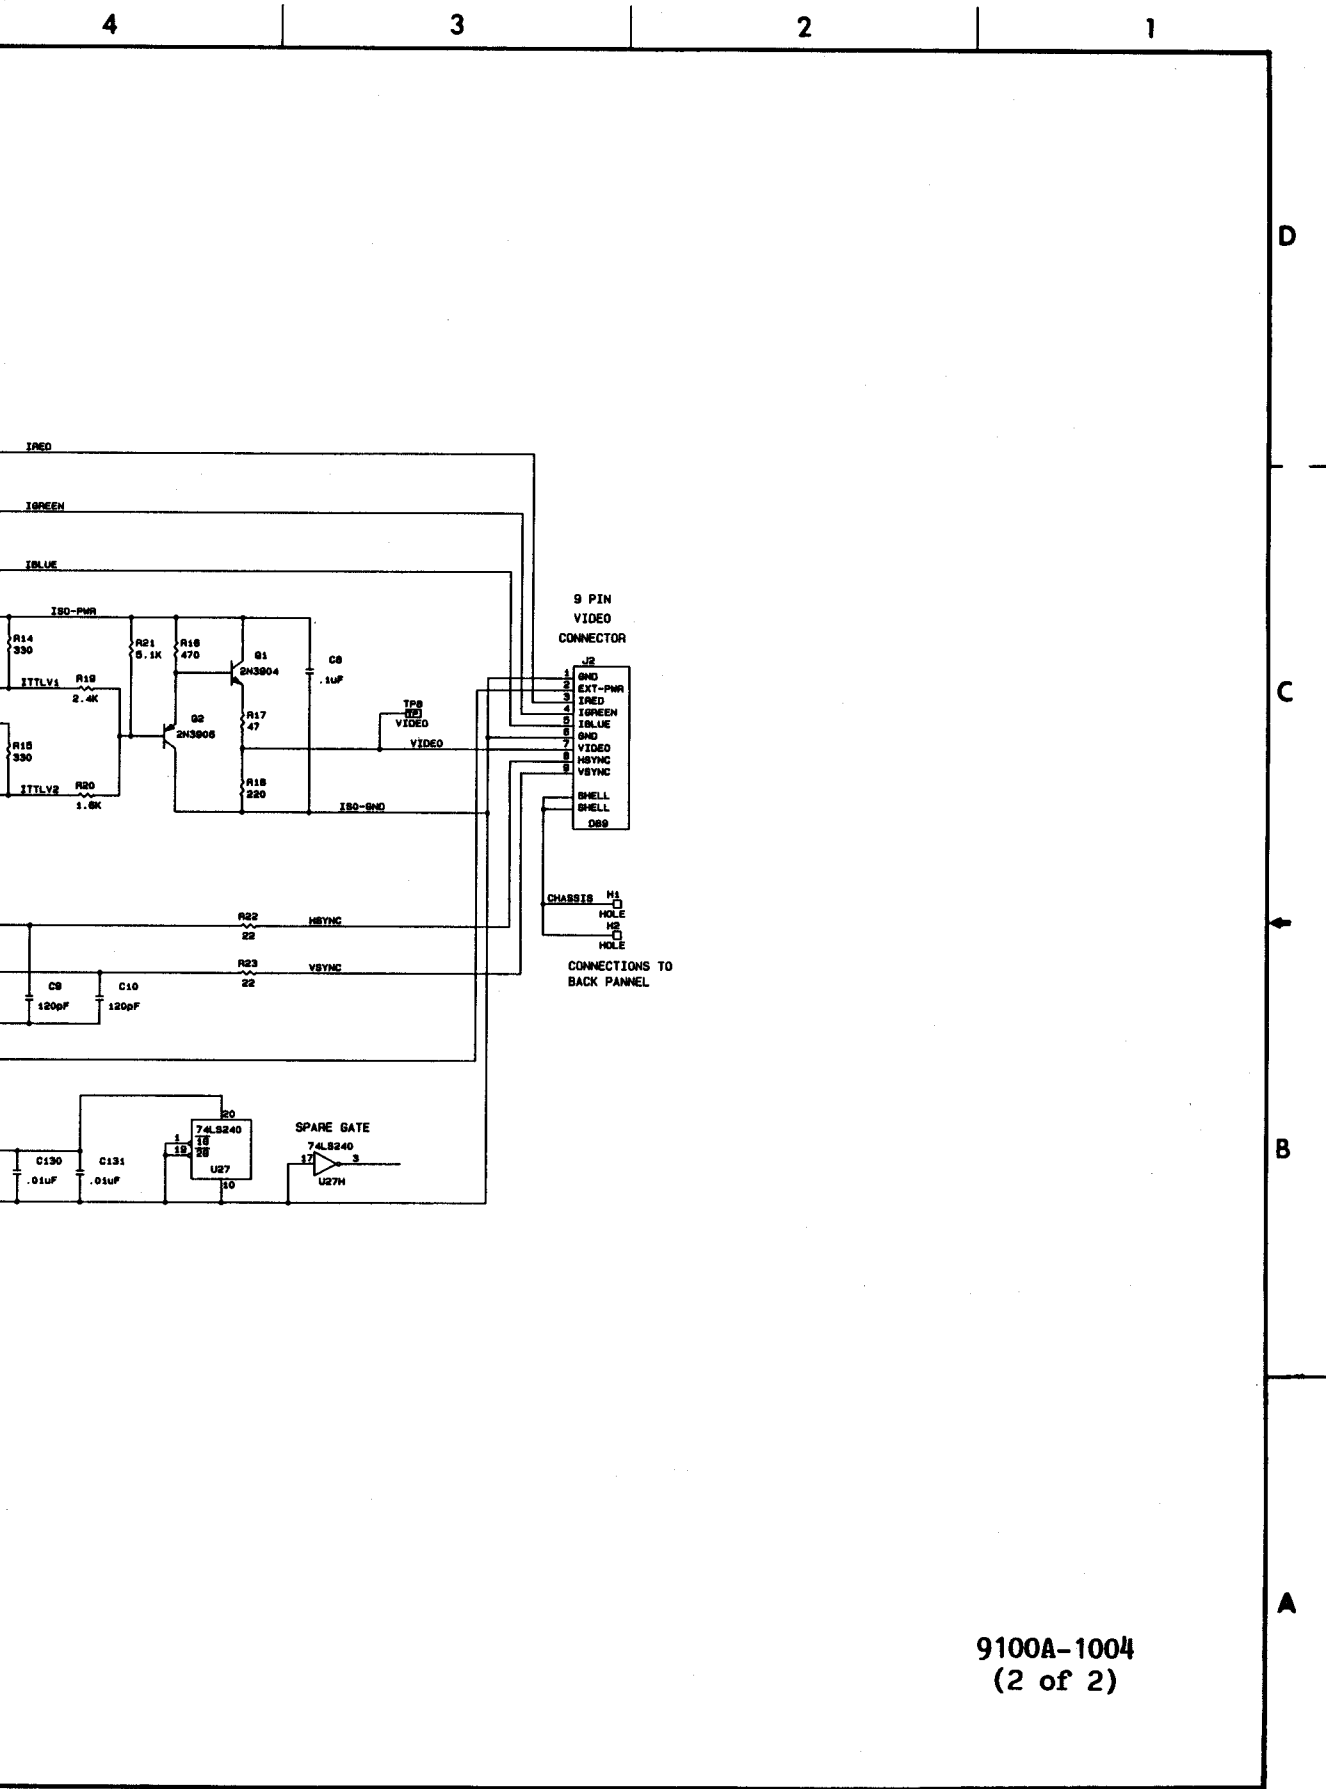 4 3 2 1
D
IRED
IGREEN
IBLUE
9 PIN
VIDEO
CONNECTOR
ISO-PWR
R14
330
R21
5.1K
R16
470
Q1
2N3904
C8
.1uF
J2
1 GND
2 EXT-PWR
3 IRED
4 IGREEN
5 IBLUE
6 GND
7 VIDEO
8 HSYNC
9 VSYNC
SHELL
SHELL
DB9
C
ITTLV1
R19
2.4K
Q2
2N3906
R17
47
TP8
TP
VIDEO
VIDEO
R15
330
ITTLV2
R20
1.6K
R18
220
ISO-GND
CHASSIS
H1
HOLE
H2
HOLE
R22
22
HSYNC
R23
22
VSYNC
CONNECTIONS TO
BACK PANNEL
C9
120pF
C10
120pF
20
74LS240
1 1G
19 2G
U27
10
SPARE GATE
74LS240
17 3
U27H
C130
.01uF
C131
.01uF
B
A
9100A-1004
(2 of 2)